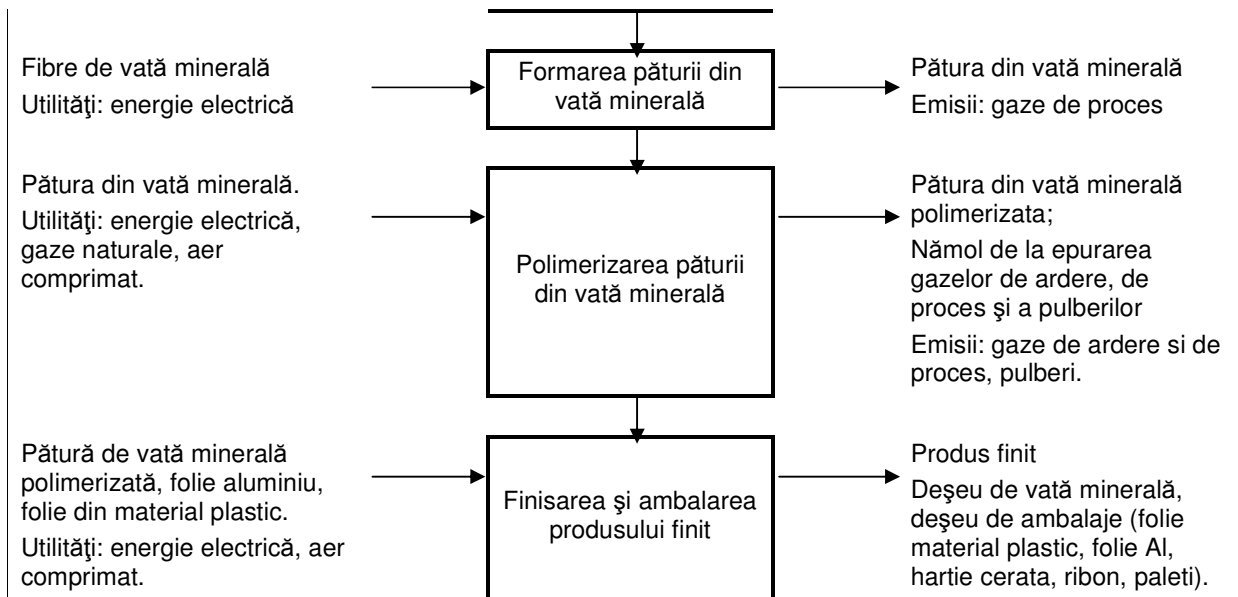 Fibre de vată minerală
Utilităţi: energie electrică
Formarea păturii din
vată minerală
Pătura din vată minerală
Emisii: gaze de proces
Pătura din vată minerală.
Utilităţi: energie electrică,
gaze naturale, aer
comprimat.
Polimerizarea păturii
din vată minerală
Pătura din vată minerală
polimerizata;
Nămol de la epurarea
gazelor de ardere, de
proces şi a pulberilor
Emisii: gaze de ardere si de
proces, pulberi.
Pătură de vată minerală
polimerizată, folie aluminiu,
folie din material plastic.
Utilităţi: energie electrică, aer
comprimat.
Finisarea şi ambalarea
produsului finit
Produs finit
Deşeu de vată minerală,
deşeu de ambalaje (folie
material plastic, folie Al,
hartie cerata, ribon, paleti).